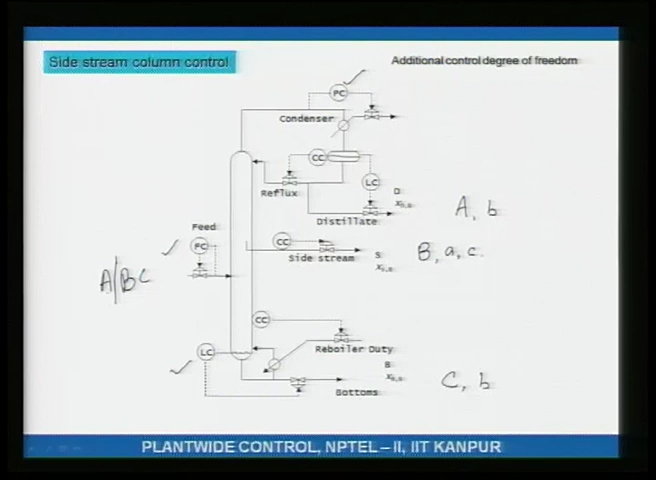 Side stream column control
Additional control degree of freedom
PC
Condenser
CC
LC
Reflux
D
Distillate
A, b
Feed
FC
CC
Side stream
S
B, a, c
A/BC
CC
LC
Reboiler Duty
B
C, b
Bottoms
PLANTWIDE CONTROL, NPTEL – II, IIT KANPUR